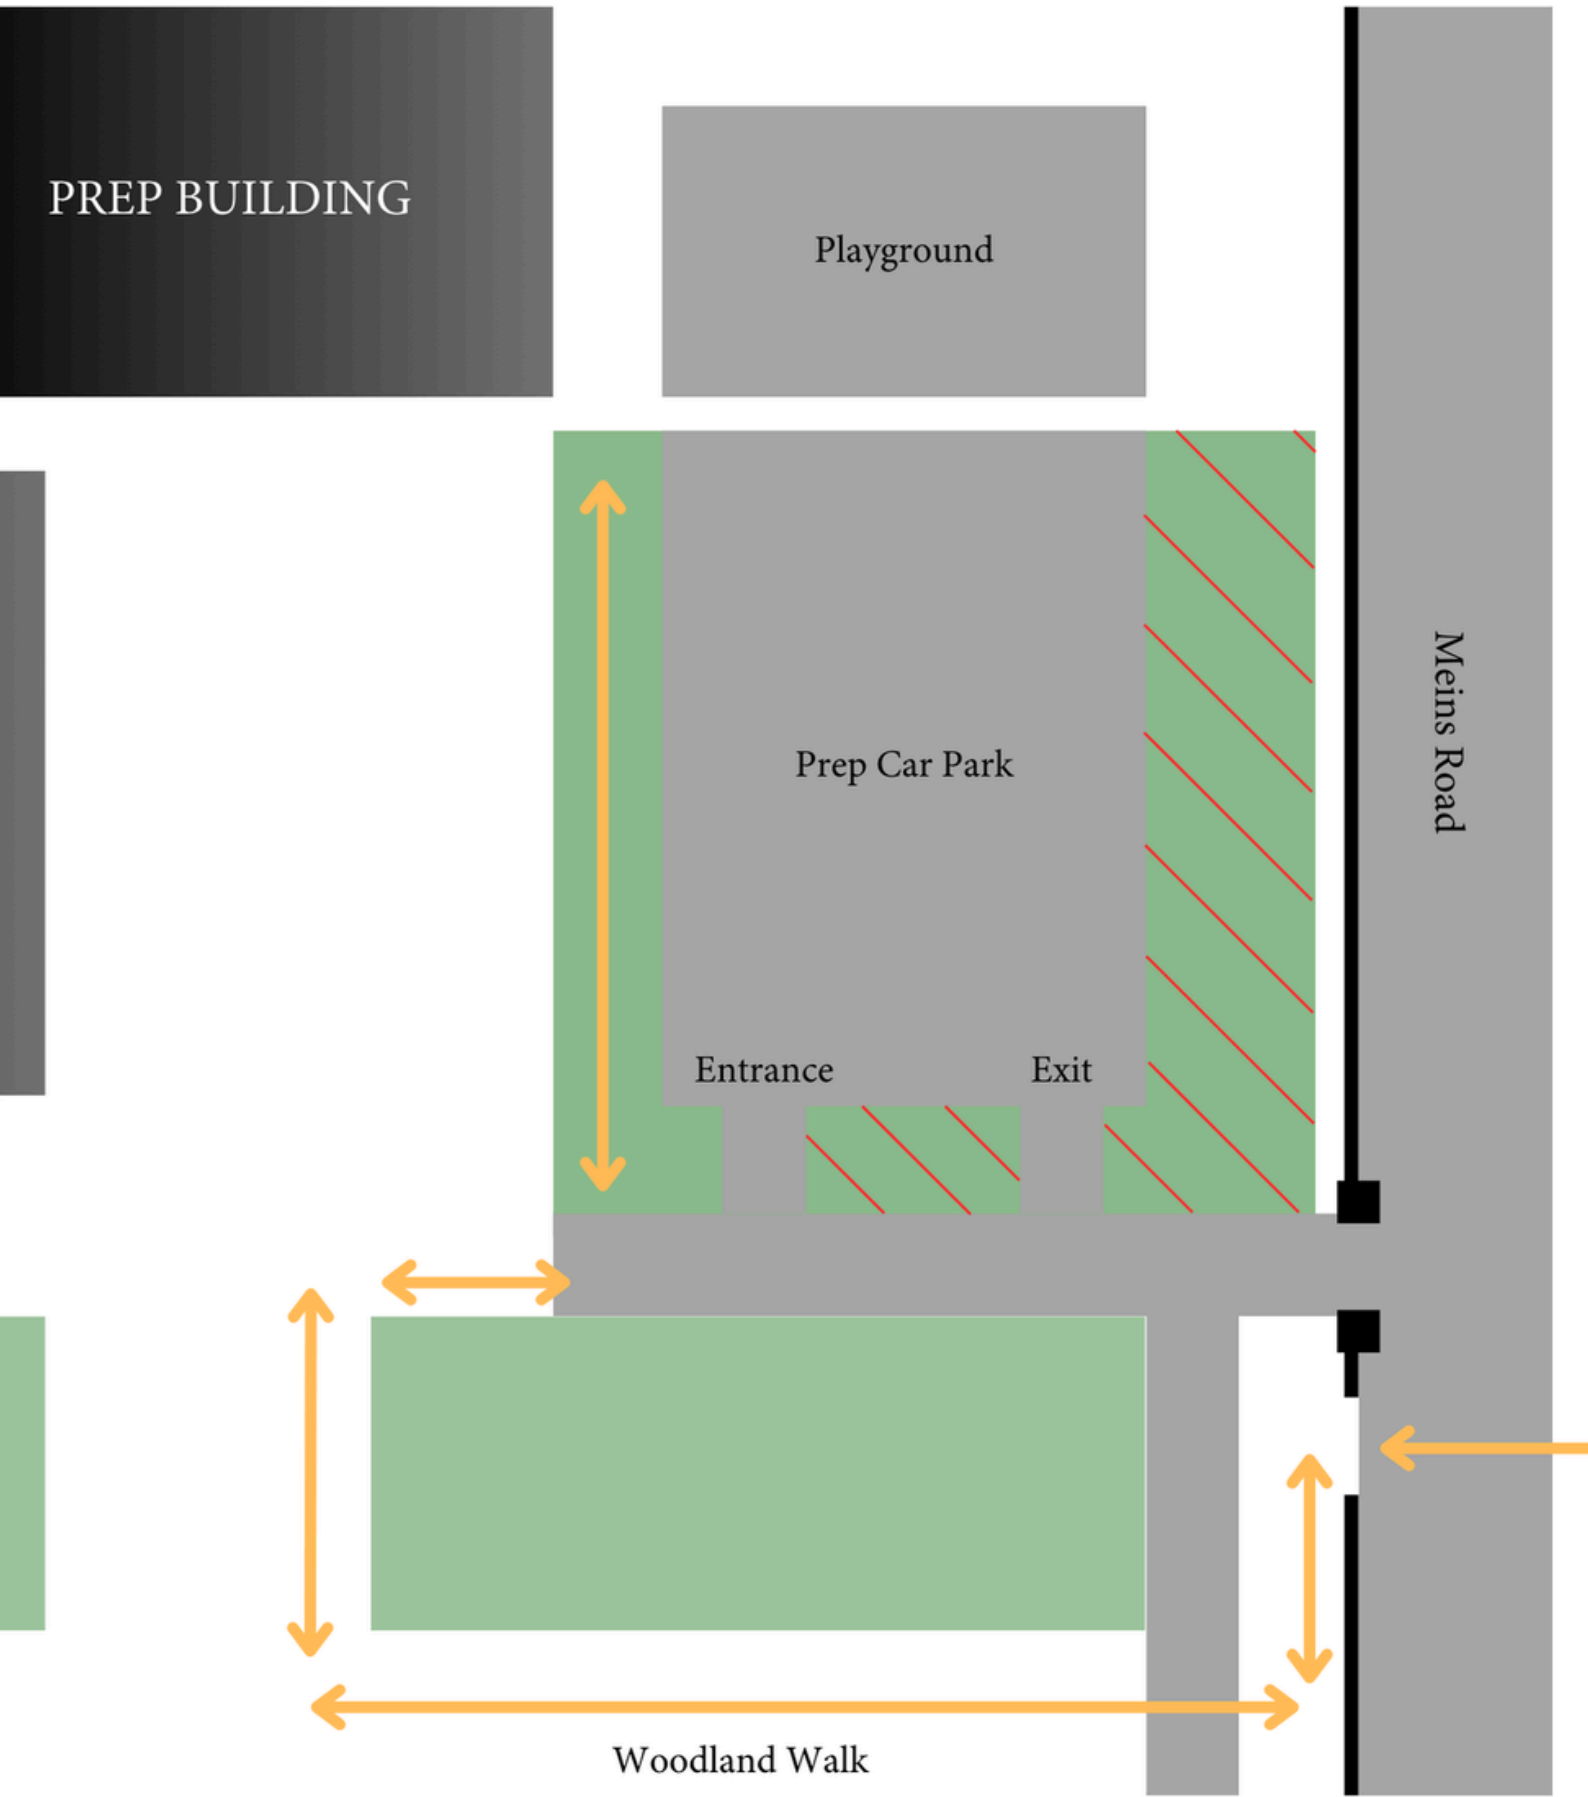 PREP BUILDING
Playground
Meins Road
Prep Car Park
Entrance
Exit
Woodland Walk